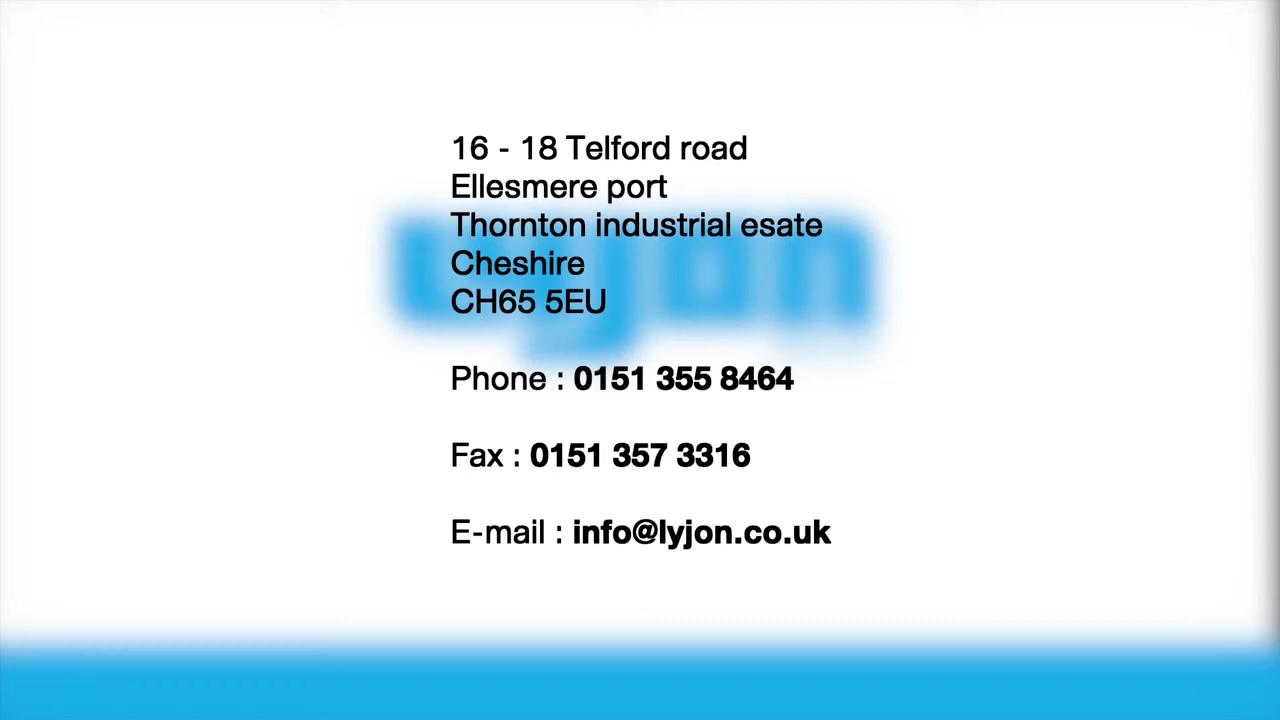 16 - 18 Telford road
Ellesmere port
Thornton industrial esate
Cheshire
CH65 5EU
Phone : 0151 355 8464
Fax : 0151 357 3316
E-mail : info@lyjon.co.uk
lyjon